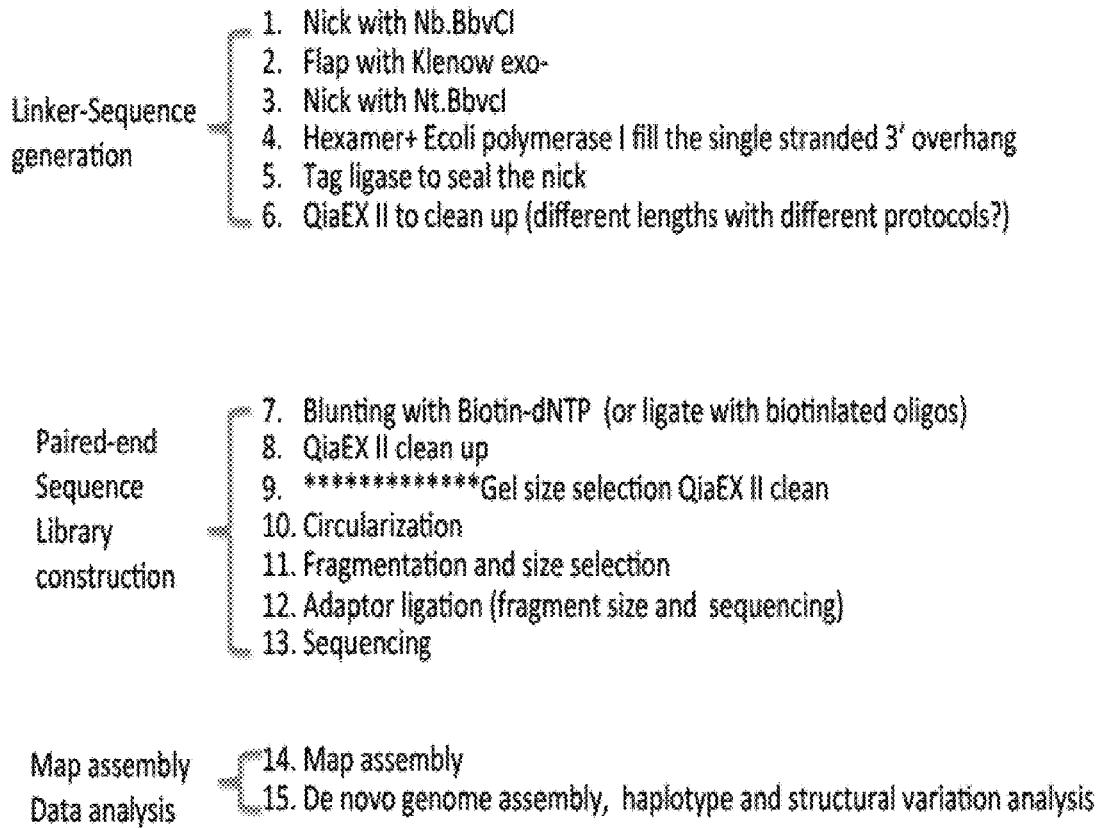 Linker-Sequence
generation
1. Nick with Nb.BbvCI
2. Flap with Klenow exo-
3. Nick with Nt.Bbvcl
4. Hexamer+ Ecoli polymerase I fill the single stranded 3' overhang
5. Tag ligase to seal the nick
6. QiaEX II to clean up (different lengths with different protocols?)
Paired-end
Sequence
Library
construction
7. Blunting with Biotin-dNTP (or ligate with biotinlated oligos)
8. QiaEX II clean up
9. *************Gel size selection QiaEX II clean
10. Circularization
11. Fragmentation and size selection
12. Adaptor ligation (fragment size and sequencing)
13. Sequencing
Map assembly
Data analysis
14. Map assembly
15. De novo genome assembly, haplotype and structural variation analysis